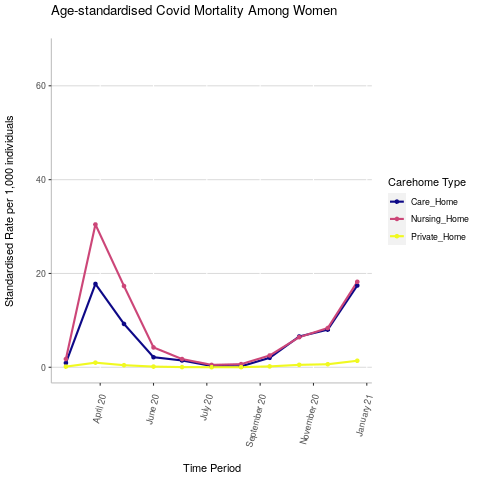 Age-standardised Covid Mortality Among Women
Standardised Rate per 1,000 individuals
60
40
20
0
April 20
June 20
July 20
September 20
November 20
January 21
Time Period
Carehome Type
Care_Home
Nursing_Home
Private_Home